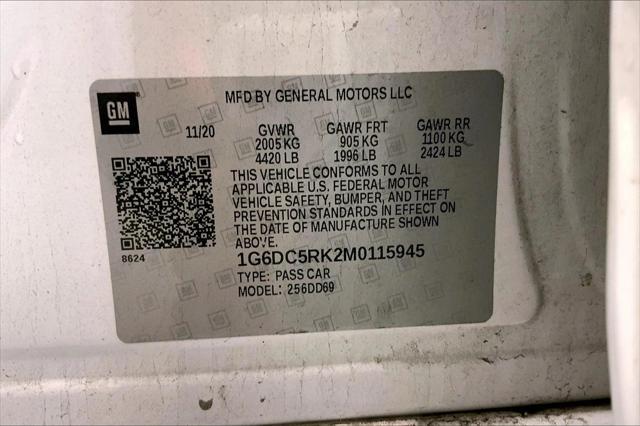 MFD BY GENERAL MOTORS LLC
GM
11/20 GVWR GAWR FRT GAWR RR
2005 KG 905 KG 1100 KG
4420 LB 1996 LB 2424 LB
THIS VEHICLE CONFORMS TO ALL
APPLICABLE U.S. FEDERAL MOTOR
VEHICLE SAFETY, BUMPER, AND THEFT
PREVENTION STANDARDS IN EFFECT ON
THE DATE OF MANUFACTURE SHOWN
ABOVE.
8624
1G6DC5RK2M0115945
TYPE: PASS CAR
MODEL: 256DD69